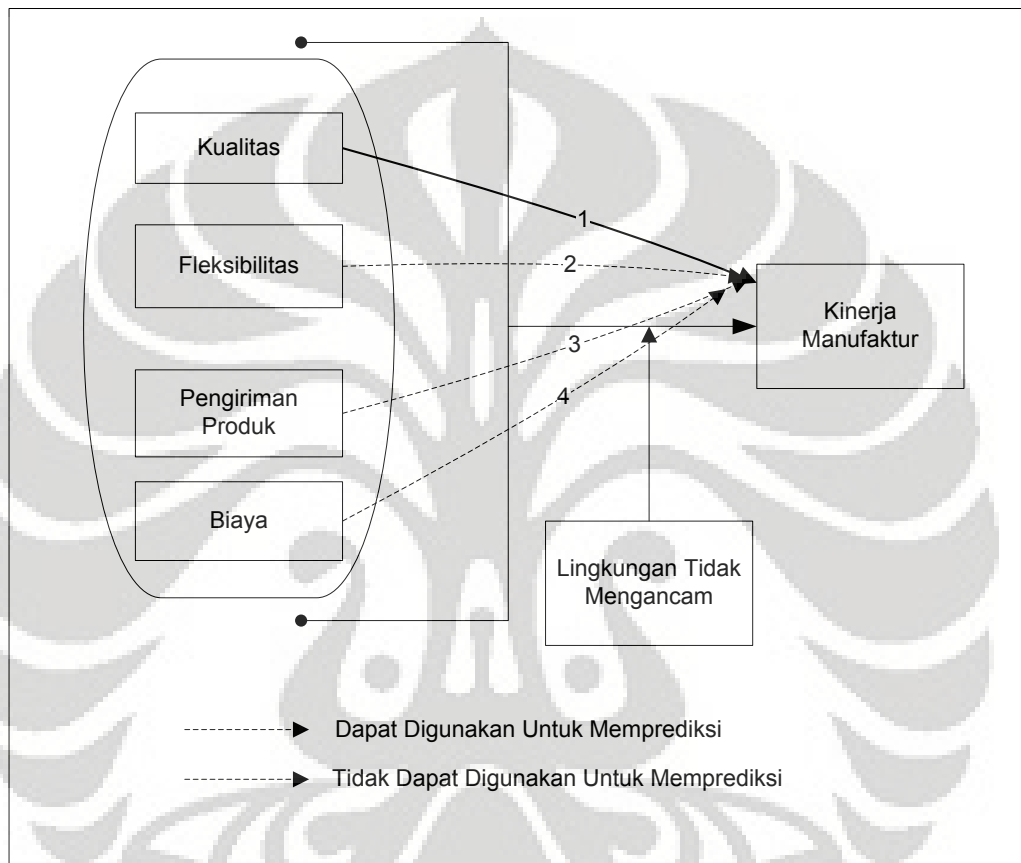 Kualitas
1
Fleksibilitas
2
Kinerja
Manufaktur
3
Pengiriman
Produk
4
Biaya
Lingkungan Tidak
Mengancam
Dapat Digunakan Untuk Memprediksi
Tidak Dapat Digunakan Untuk Memprediksi